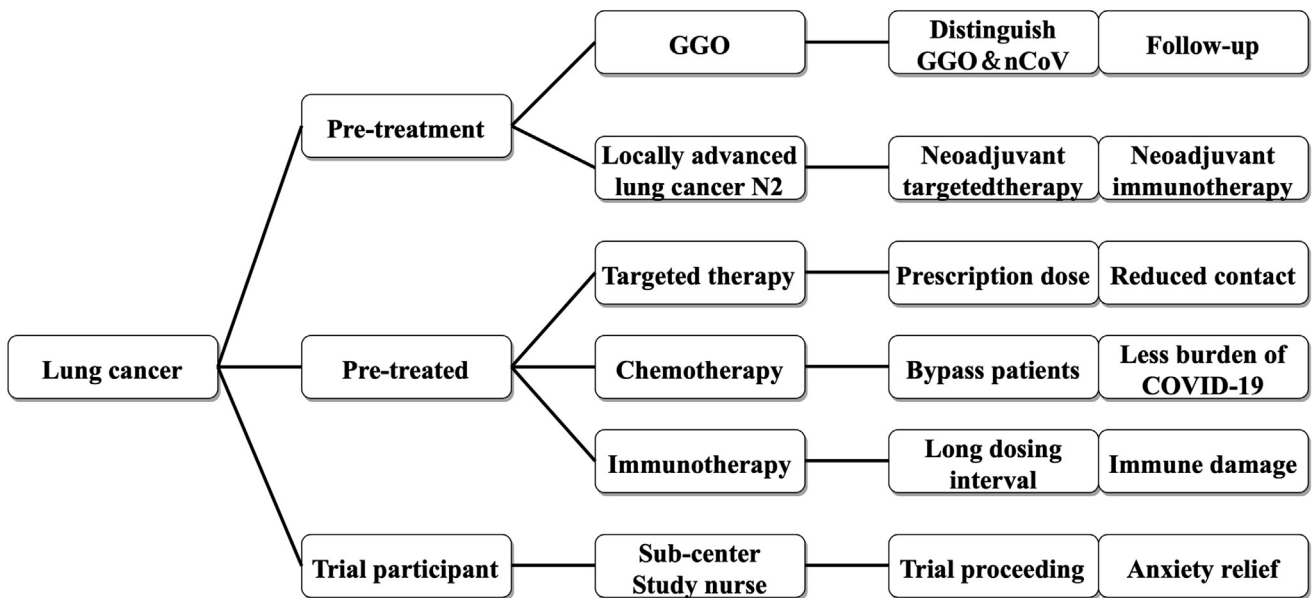 GGO
Distinguish
GGO & nCoV
Follow-up
Pre-treatment
Locally advanced
lung cancer N2
Neoadjuvant
targetedtherapy
Neoadjuvant
immunotherapy
Targeted therapy
Prescription dose
Reduced contact
Lung cancer
Pre-treated
Chemotherapy
Bypass patients
Less burden of
COVID-19
Immunotherapy
Long dosing
interval
Immune damage
Trial participant
Sub-center
Study nurse
Trial proceeding
Anxiety relief